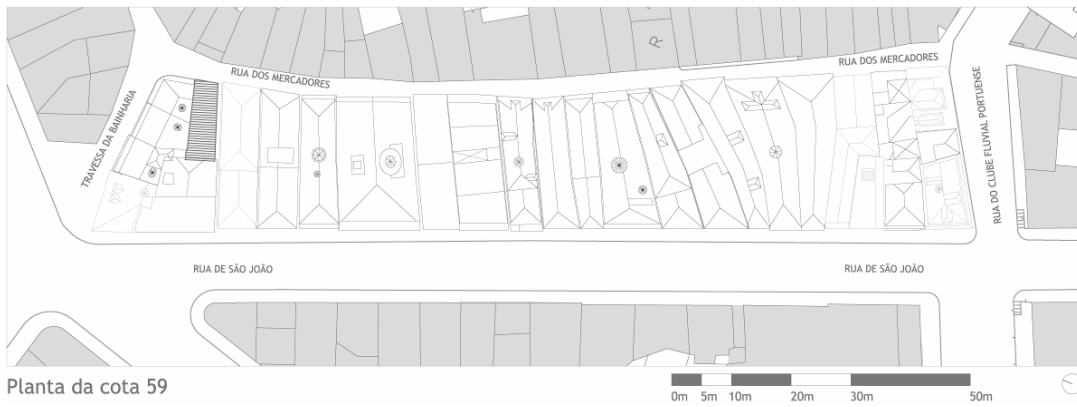 R
RUA DOS MERCADORES
RUA DOS MERCADORES
TRAVESSA DA BAINHARIA
RUA DO CLUBE FLUVIAL PORTUENSE
RUA DE SÃO JOÃO
RUA DE SÃO JOÃO
Planta da cota 59
0m 5m 10m 20m 30m 50m